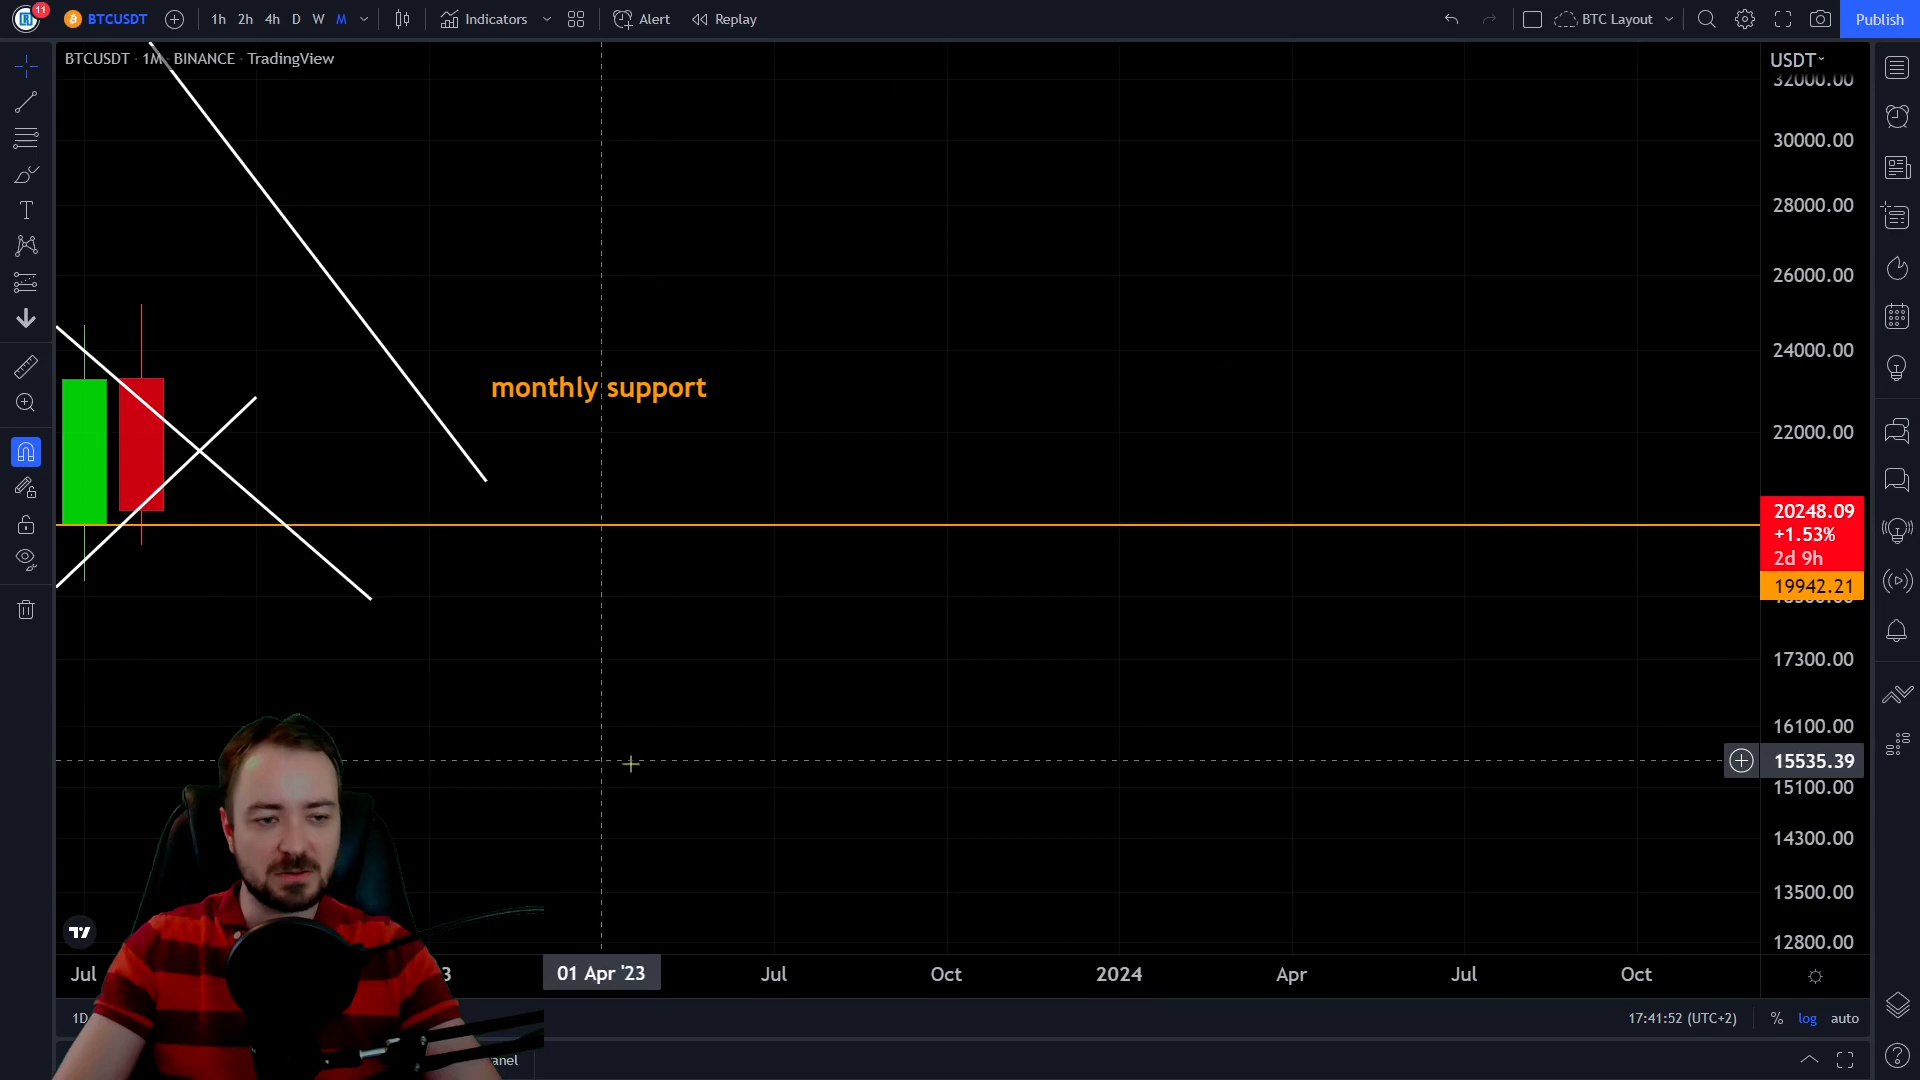 11
BTCUSDT 1h 2h 4h D W M Indicators Alert Replay BTC Layout Publish
BTCUSDT · 1M · BINANCE · TradingView
USDT
32000.00
30000.00
28000.00
26000.00
24000.00
monthly support
22000.00
20248.09
+1.53%
2d 9h
19942.21
17300.00
16100.00
15535.39
15100.00
14300.00
13500.00
12800.00
Jul 3 01 Apr '23 Jul Oct 2024 Apr Jul Oct
1D 17:41:52 (UTC+2) % log auto
anel